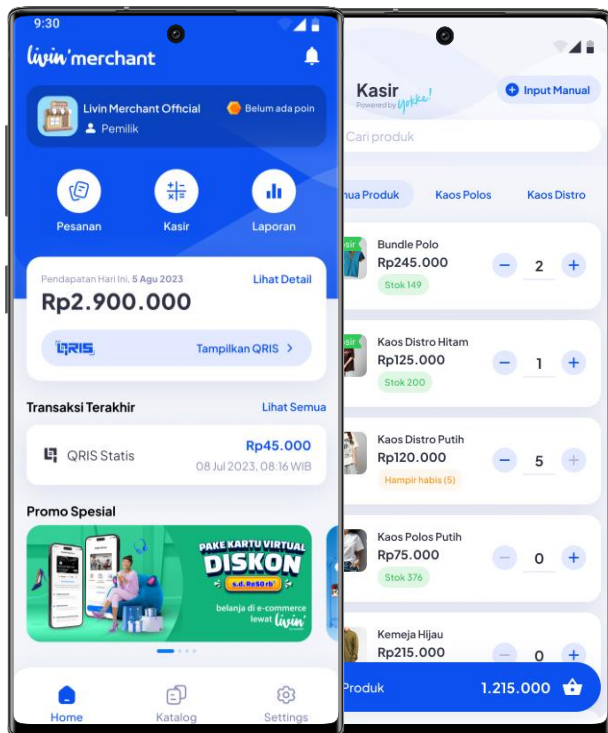 9:30
livin'merchant
Livin Merchant Official
Belum ada poin
Pemilik
Pesanan
Kasir
Laporan
Pendapatan Hari Ini, 5 Agu 2023
Lihat Detail
Rp2.900.000
QRIS
Tampilkan QRIS >
Transaksi Terakhir
Lihat Semua
QRIS Statis
Rp45.000
08 Jul 2023, 08:16 WIB
Promo Spesial
PAKE KARTU VIRTUAL
DISKON
s.d. Rp50 rb*
belanja di e-commerce
lewat livin'
Home
Katalog
Settings
Kasir
Powered by yokke!
Input Manual
Cari produk
Produk
Kaos Polos
Kaos Distro
Bundle Polo
Rp245.000
- 2 +
Stok 149
Kaos Distro Hitam
Rp125.000
- 1 +
Stok 200
Kaos Distro Putih
Rp120.000
- 5 +
Hampir habis (5)
Kaos Polos Putih
Rp75.000
- 0 +
Stok 376
Kemeja Hijau
Rp215.000
- 0 +
Produk
1.215.000